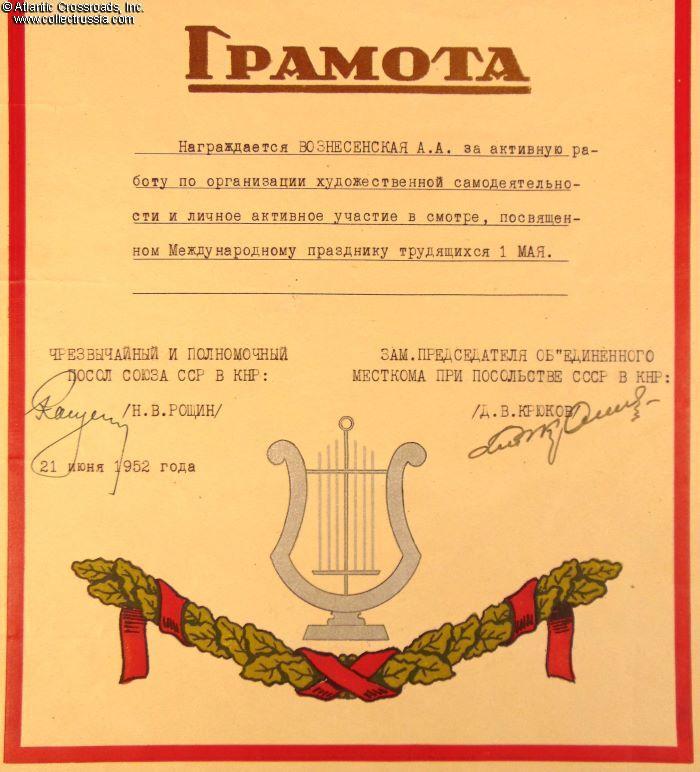 © Atlantic Crossroads, Inc.
www.collectrussia.com
ГРАМОТА
Награждается ВОЗНЕСЕНСКАЯ А.А. за активную ра-
боту по организации художественной самодеятельно-
сти и личное активное участие в смотре, посвящен-
ном Международному празднику трудящихся 1 МАЯ.
ЧРЕЗВЫЧАЙНЫЙ И ПОЛНОМОЧНЫЙ
ПОСОЛ СОЮЗА ССР В КНР:
/Н.В.РОЩИН/
21 июня 1952 года
ЗАМ.ПРЕДСЕДАТЕЛЯ ОБ"ЕДИНЕННОГО
МЕСТКОМА ПРИ ПОСОЛЬСТВЕ СССР В КНР:
/Д.В.КРЮКОВ